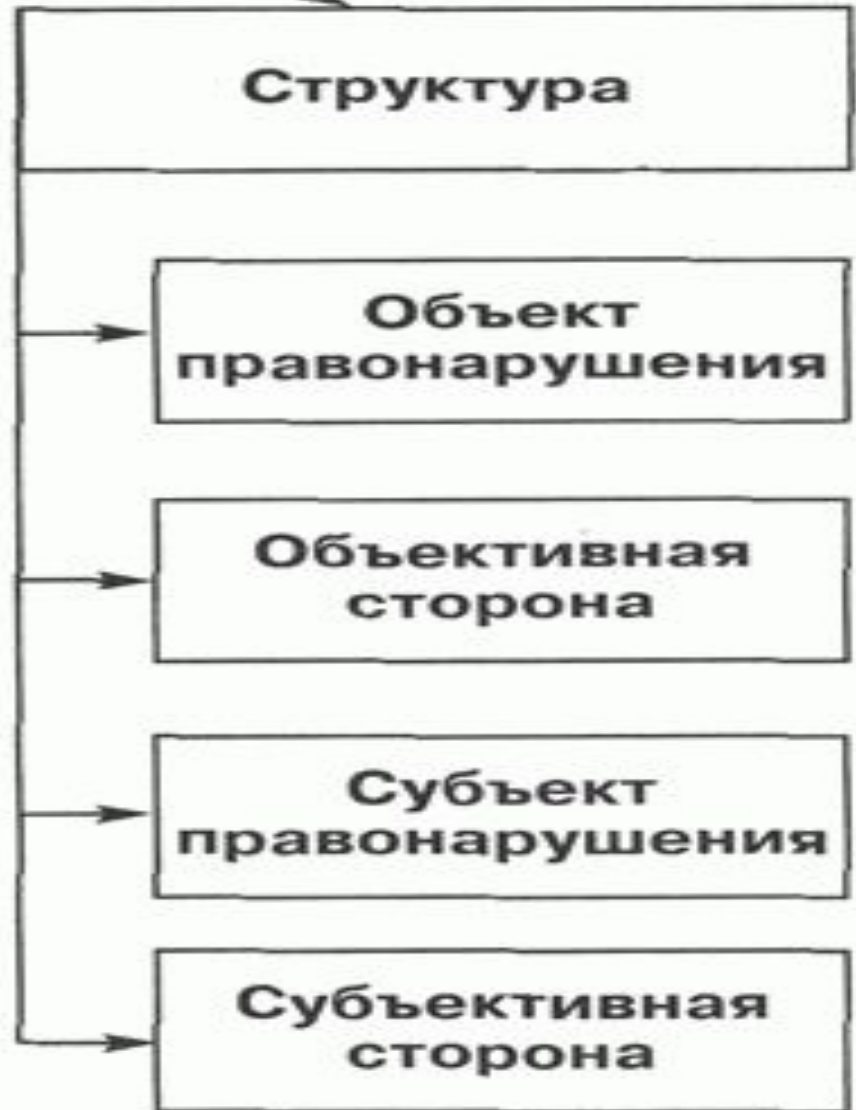 Структура
Объект
правонарушения
Объективная
сторона
Субъект
правонарушения
Субъективная
сторона